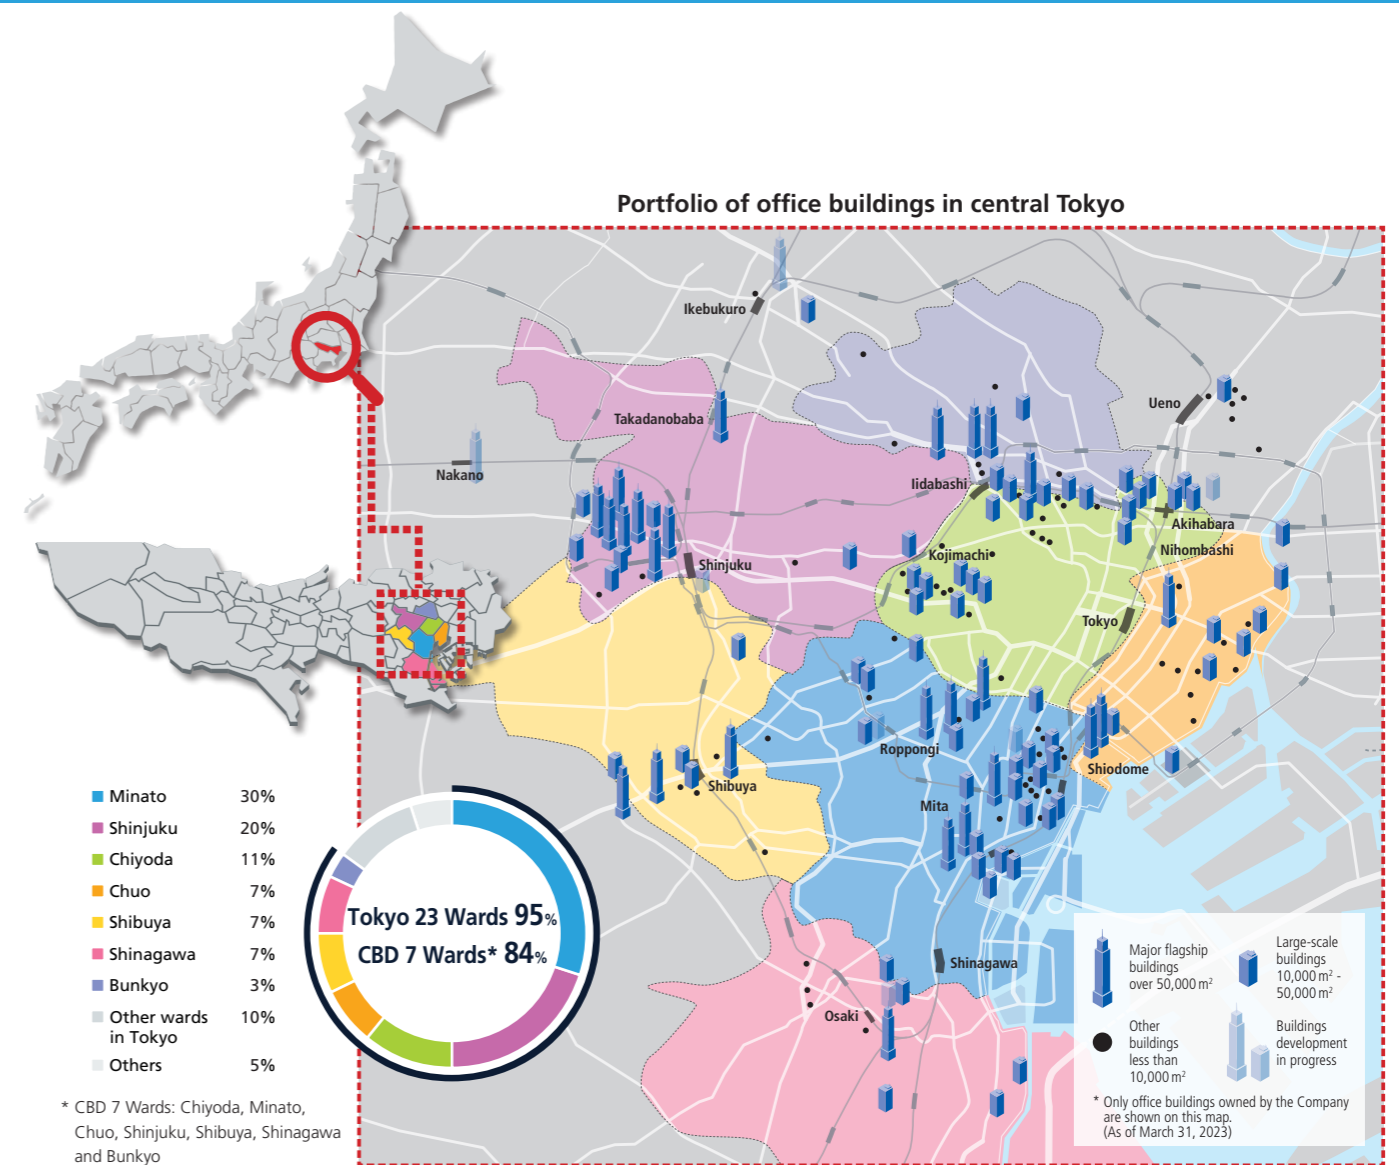 Portfolio of office buildings in central Tokyo
Ikebukuro
Takadanobaba
Ueno
Nakano
Iidabashi
Akihabara
Kojimachi
Nihombashi
Shinjuku
Tokyo
Roppongi
Shiodome
Shibuya
Mita
Shinagawa
Osaki
Minato 30%
Shinjuku 20%
Chiyoda 11%
Chuo 7%
Shibuya 7%
Shinagawa 7%
Bunkyo 3%
Other wards 10%
in Tokyo
Others 5%
Tokyo 23 Wards 95%
CBD 7 Wards* 84%
* CBD 7 Wards: Chiyoda, Minato,
Chuo, Shinjuku, Shibuya, Shinagawa
and Bunkyo
Major flagship
buildings
over 50,000 m²
Large-scale
buildings
10,000 m² -
50,000 m²
Other
buildings
less than
10,000 m²
Buildings
development
in progress
* Only office buildings owned by the Company
are shown on this map.
(As of March 31, 2023)